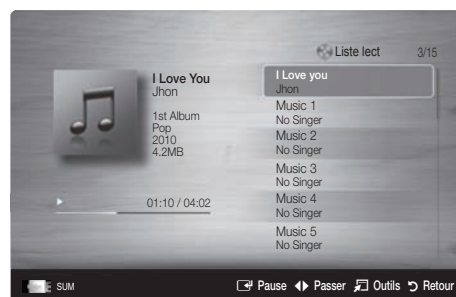 Liste lect 3/15
I Love You
Jhon
1st Album
Pop
2010
4.2MB
01:10 / 04:02
I Love you
Jhon
Music 1
No Singer
Music 2
No Singer
Music 3
No Singer
Music 4
No Singer
Music 5
No Singer
SUM Pause Passer Outils Retour